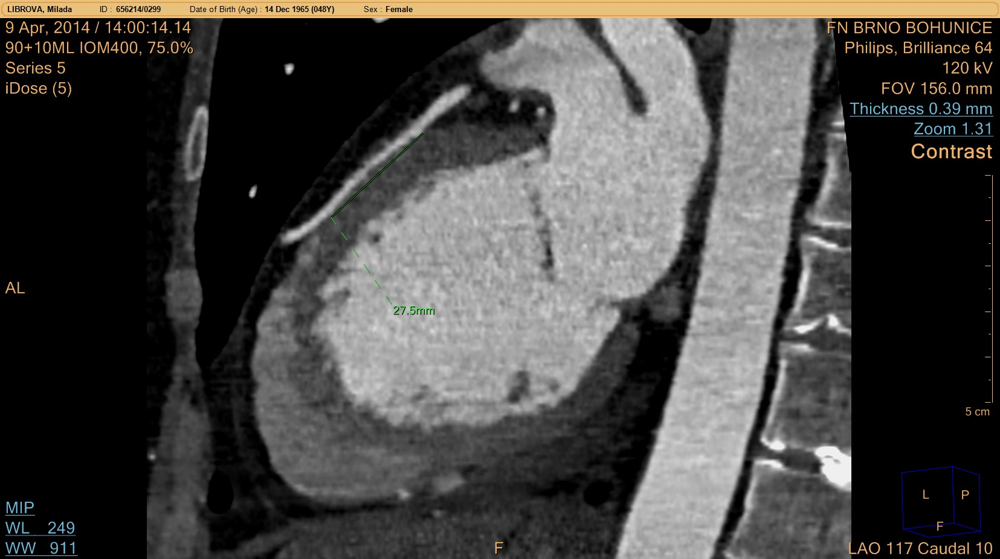 LIBROVA, Milada ID : 656214/0299 Date of Birth (Age) : 14 Dec 1965 (048Y) Sex : Female
9 Apr, 2014 / 14:00:14.14
90+10ML IOM400, 75.0%
Series 5
iDose (5)
FN BRNO BOHUNICE
Philips, Brilliance 64
120 kV
FOV 156.0 mm
Thickness 0.39 mm
Zoom 1.31
Contrast
AL
27.5mm
5 cm
MIP
WL 249
WW 911
F
L
P
F
LAO 117 Caudal 10